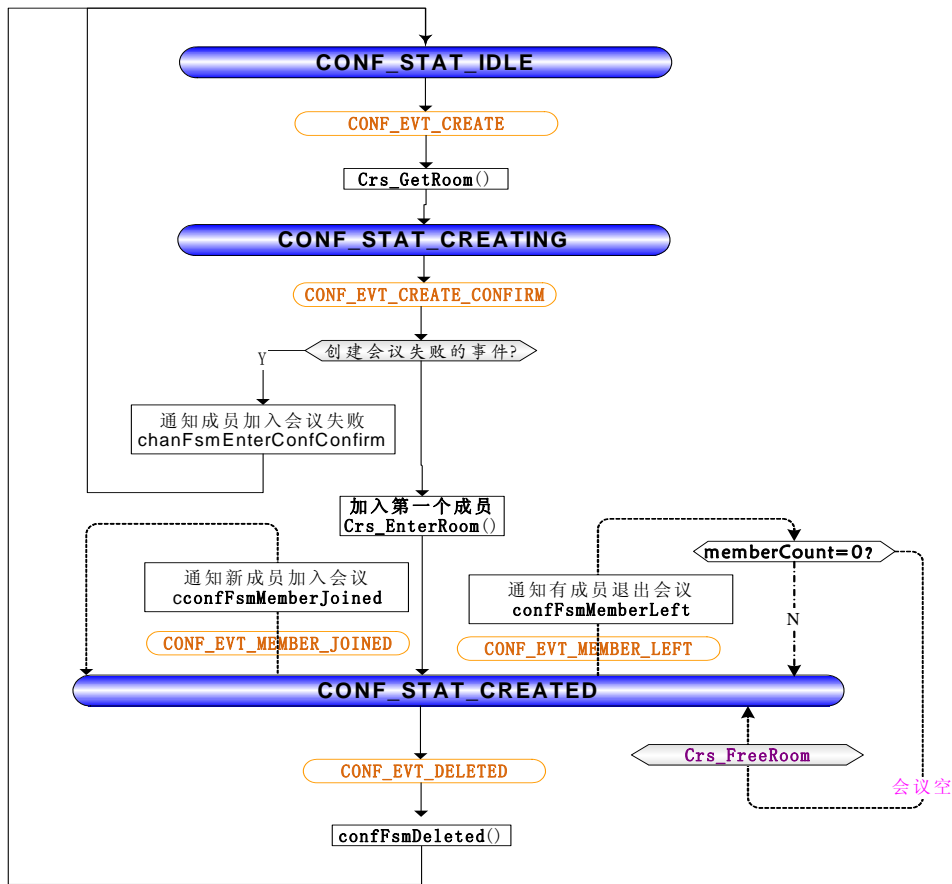 CONF_STAT_IDLE
CONF_EVT_CREATE
Crs_GetRoom()
CONF_STAT_CREATING
CONF_EVT_CREATE_CONFIRM
创建会议失败的事件?
Y
通知成员加入会议失败
chanFsmEnterConfConfirm
加入第一个成员
Crs_EnterRoom()
memberCount=0?
通知新成员加入会议
cconfFsmMemberJoined
通知有成员退出会议
confFsmMemberLeft
N
CONF_EVT_MEMBER_JOINED
CONF_EVT_MEMBER_LEFT
CONF_STAT_CREATED
Crs_FreeRoom
CONF_EVT_DELETED
会议空
confFsmDeleted()